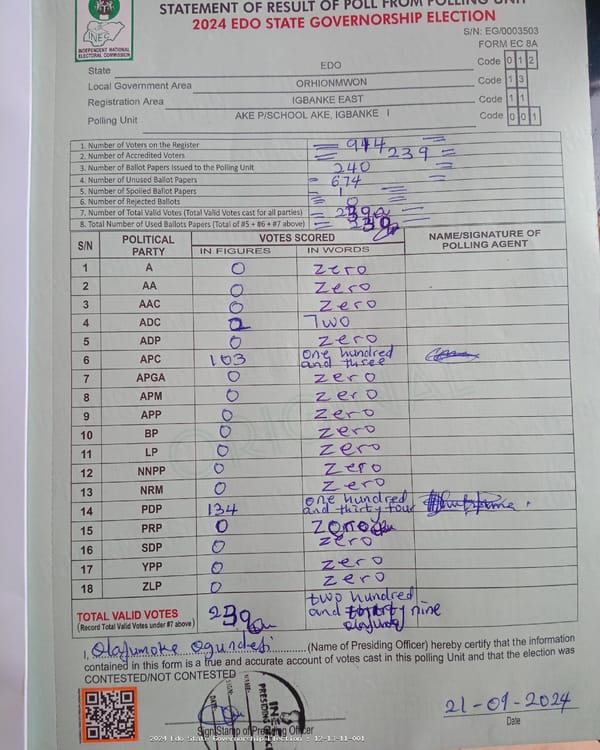 STATEMENT OF RESULT OF POLL FROM POLLING UNIT
2024 EDO STATE GOVERNORSHIP ELECTION
INEC
INDEPENDENT NATIONAL ELECTORAL COMMISSION
S/N: EG/0003503
FORM EC 8A
State EDO Code 0 1 2
Local Government Area ORHIONMWON Code 1 3
Registration Area IGBANKE EAST Code 1 1
Polling Unit AKE P/SCHOOL AKE, IGBANKE I Code 0 0 1
1. Number of Voters on the Register = 914 =
2. Number of Accredited Voters = 239 =
3. Number of Ballot Papers Issued to the Polling Unit 240
4. Number of Unused Ballot Papers = 674 =
5. Number of Spoiled Ballot Papers = 1 =
6. Number of Rejected Ballots = 0 =
7. Number of Total Valid Votes (Total Valid Votes cast for all parties) = 239
8. Total Number of Used Ballots Papers (Total of #5 + #6 + #7 above) = 239
S/N POLITICAL PARTY VOTES SCORED NAME/SIGNATURE OF POLLING AGENT
IN FIGURES IN WORDS
1 A 0 zero
2 AA 0 zero
3 AAC 0 zero
4 ADC 2 Two
5 ADP 0 zero
6 APC 103 one hundred and three
7 APGA 0 zero
8 APM 0 zero
9 APP 0 zero
10 BP 0 zero
11 LP 0 zero
12 NNPP 0 zero
13 NRM 0 zero
14 PDP 134 one hundred and thirty four
15 PRP 0
16 SDP 0 zero
17 YPP 0 zero
18 ZLP 0 zero
TOTAL VALID VOTES 239 two hundred and nine
(Record Total Valid Votes under #7 above)
I, Olafunoke Ogundeji (Name of Presiding Officer) hereby certify that the information
contained in this form is a true and accurate account of votes cast in this polling Unit and that the election was
CONTESTED/NOT CONTESTED
21-09-2024
Sign/Stamp of Presiding Officer
Date
2024 Edo State Governorship Election - 12-13-11-001